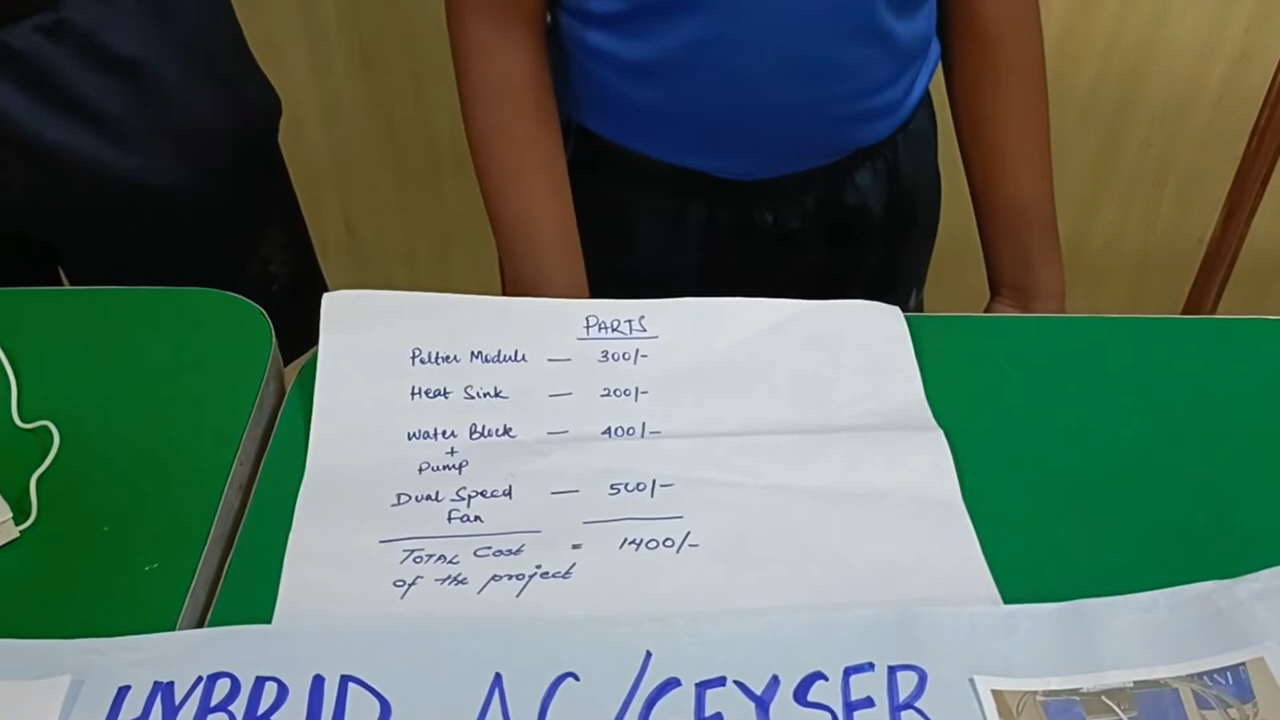 PARTS
Peltier Module — 300/-
Heat Sink — 200/-
Water Block — 400/-
+
Pump
Dual Speed — 500/-
Fan
TOTAL Cost = 1400/-
of the project
HYBRID AC/GEYSER